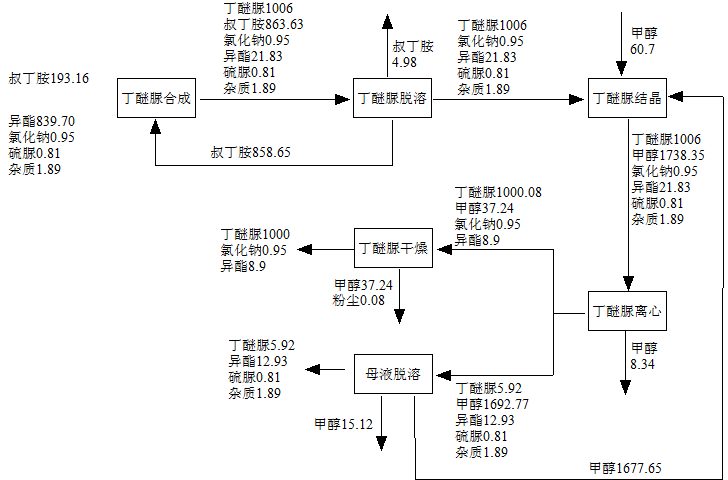 丁醚脲1006
叔丁胺863.63
氯化钠0.95
异酯21.83
硫脲0.81
杂质1.89
叔丁胺
4.98
丁醚脲1006
氯化钠0.95
异酯21.83
硫脲0.81
杂质1.89
甲醇
60.7
叔丁胺193.16
异酯839.70
氯化钠0.95
硫脲0.81
杂质1.89
丁醚脲合成
丁醚脲脱溶
丁醚脲结晶
叔丁胺858.65
丁醚脲1006
甲醇1738.35
氯化钠0.95
异酯21.83
硫脲0.81
杂质1.89
丁醚脲1000.08
甲醇37.24
氯化钠0.95
异酯8.9
丁醚脲1000
氯化钠0.95
异酯8.9
丁醚脲干燥
甲醇37.24
粉尘0.08
丁醚脲离心
甲醇
8.34
丁醚脲5.92
异酯12.93
硫脲0.81
杂质1.89
母液脱溶
丁醚脲5.92
甲醇1692.77
异酯12.93
硫脲0.81
杂质1.89
甲醇15.12
甲醇1677.65